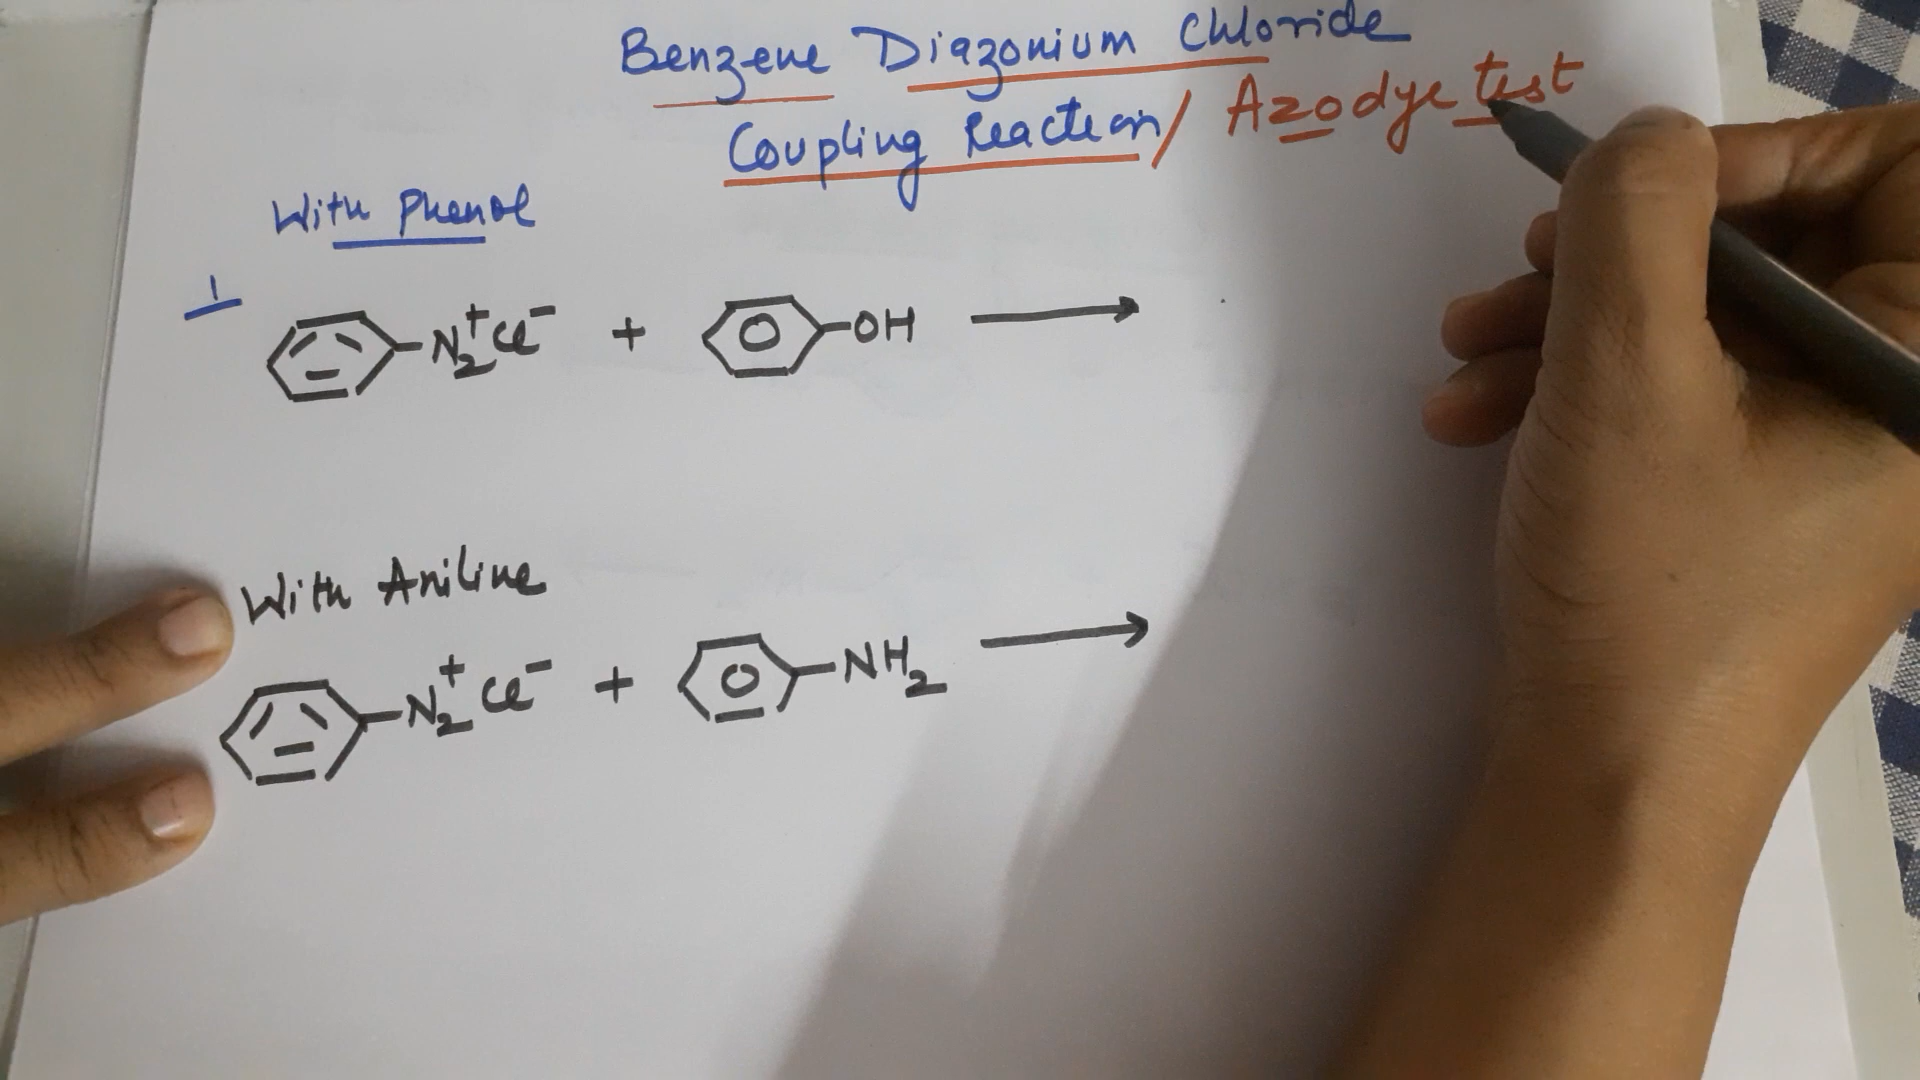 Benzene Diazonium Chloride
Coupling Reaction / Azodye test
With Phenol
1
N₂⁺Cl⁻ + OH
With Aniline
N₂⁺Cl⁻ + NH₂